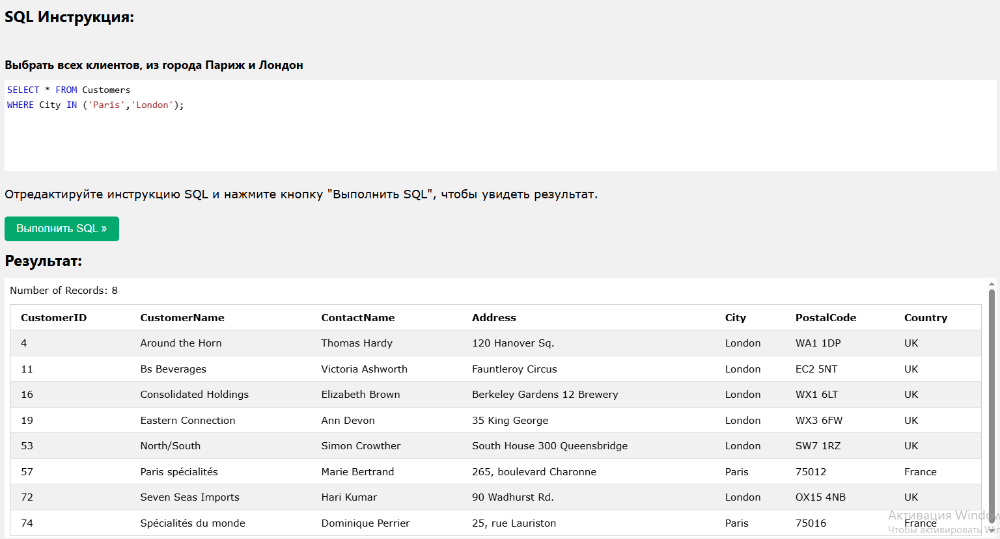 SQL Инструкция:
Выбрать всех клиентов, из города Париж и Лондон
SELECT * FROM Customers
WHERE City IN ('Paris','London');
Отредактируйте инструкцию SQL и нажмите кнопку "Выполнить SQL", чтобы увидеть результат.
Выполнить SQL »
Результат:
Number of Records: 8
CustomerID CustomerName ContactName Address City PostalCode Country
4 Around the Horn Thomas Hardy 120 Hanover Sq. London WA1 1DP UK
11 Bs Beverages Victoria Ashworth Fauntleroy Circus London EC2 5NT UK
16 Consolidated Holdings Elizabeth Brown Berkeley Gardens 12 Brewery London WX1 6LT UK
19 Eastern Connection Ann Devon 35 King George London WX3 6FW UK
53 North/South Simon Crowther South House 300 Queensbridge London SW7 1RZ UK
57 Paris spécialités Marie Bertrand 265, boulevard Charonne Paris 75012 France
72 Seven Seas Imports Hari Kumar 90 Wadhurst Rd. London OX15 4NB UK
74 Spécialités du monde Dominique Perrier 25, rue Lauriston Paris 75016 France
Активация Window
Чтобы активировать Win